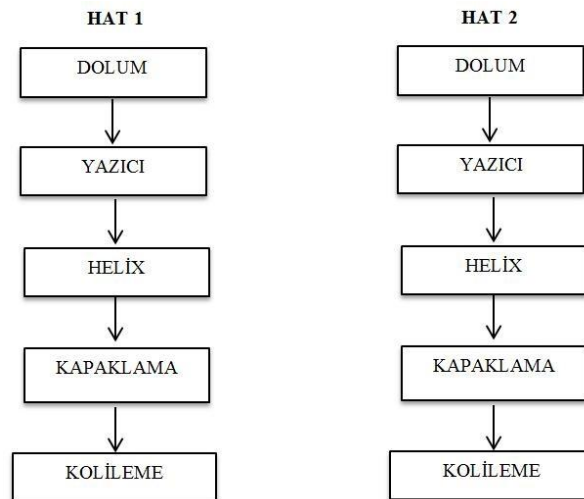 HAT 1
DOLUM
YAZICI
HELİX
KAPAKLAMA
KOLİLEME
HAT 2
DOLUM
YAZICI
HELİX
KAPAKLAMA
KOLİLEME